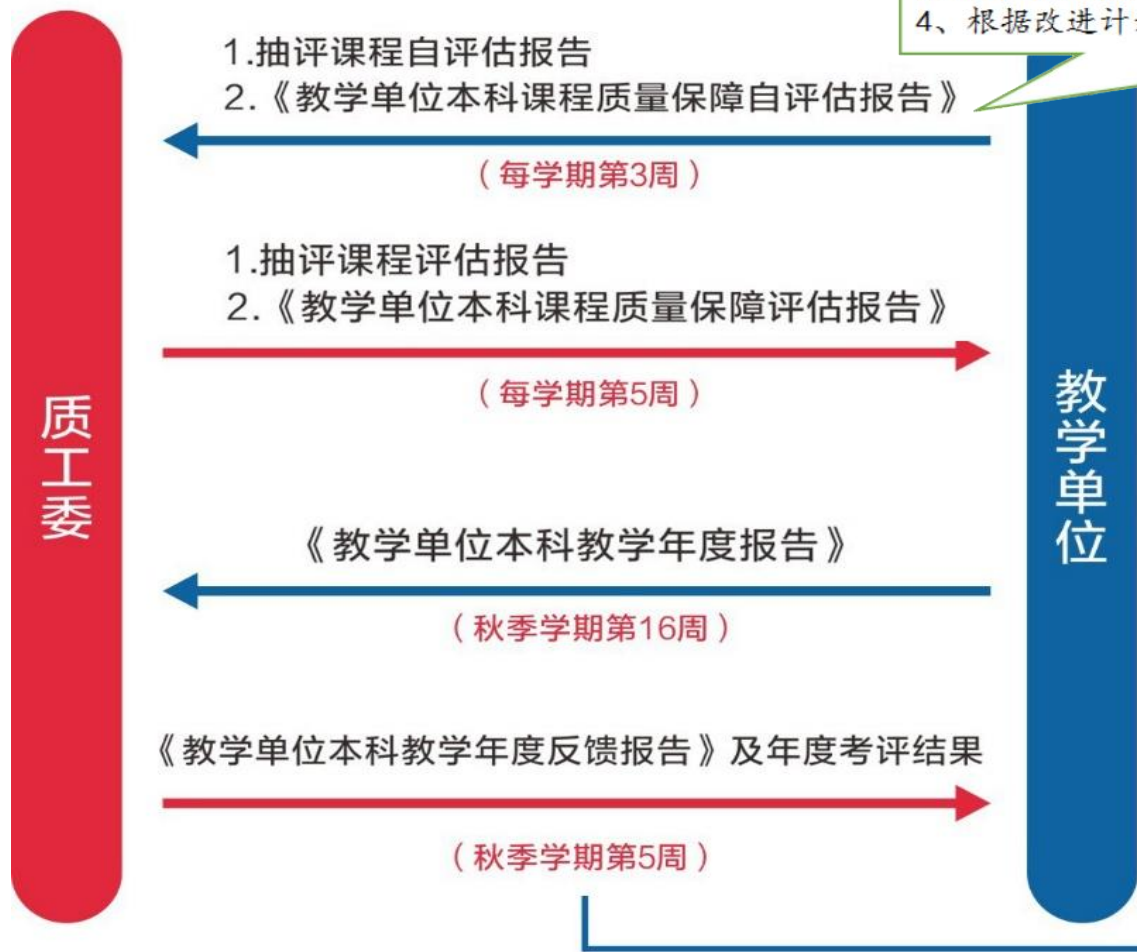 4、根据改进计
1.抽评课程自评估报告
2.《教学单位本科课程质量保障自评估报告》
（每学期第3周）
1.抽评课程评估报告
2.《教学单位本科课程质量保障评估报告》
（每学期第5周）
质工委
教学单位
《教学单位本科教学年度报告》
（秋季学期第16周）
《教学单位本科教学年度反馈报告》及年度考评结果
（秋季学期第5周）